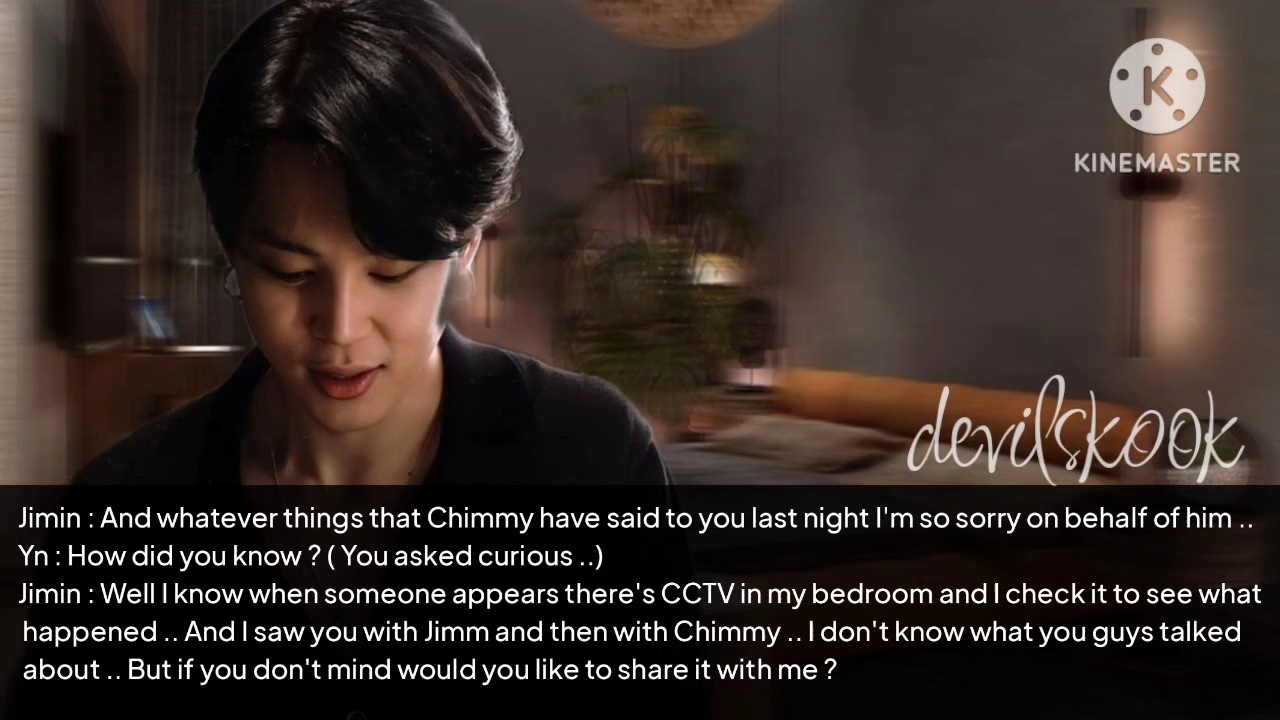 K
KINEMASTER
devilskook
Jimin : And whatever things that Chimmy have said to you last night I'm so sorry on behalf of him ..
Yn : How did you know ? ( You asked curious ..)
Jimin : Well I know when someone appears there's CCTV in my bedroom and I check it to see what
happened .. And I saw you with Jimm and then with Chimmy .. I don't know what you guys talked
about .. But if you don't mind would you like to share it with me ?